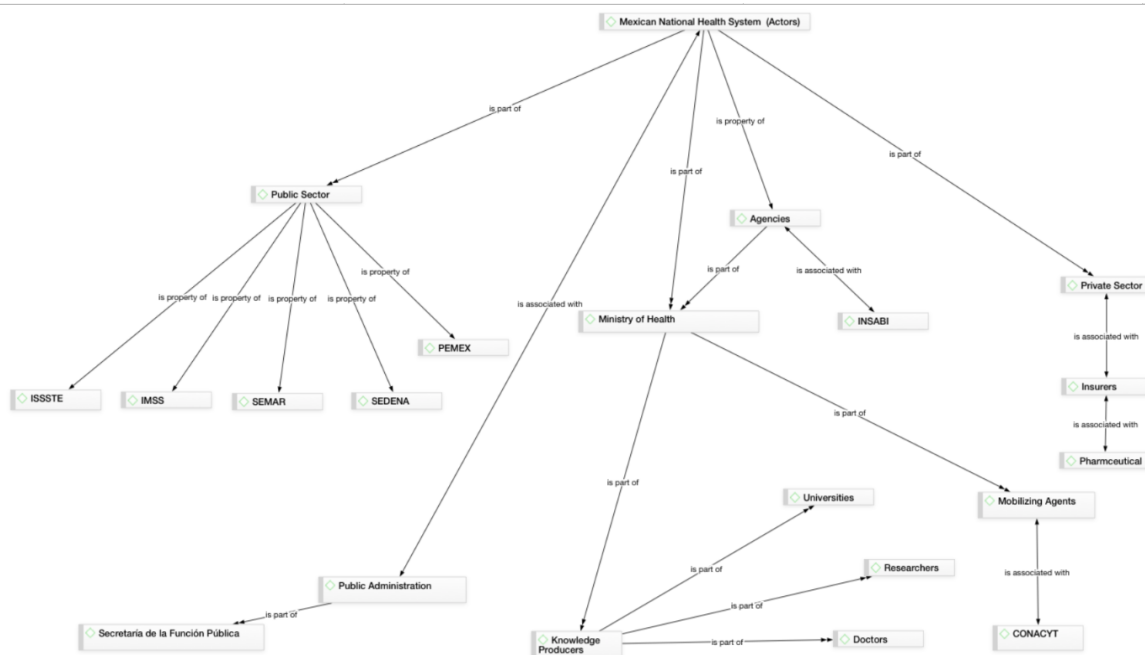 Mexican National Health System (Actors)
is part of
is property of
is part of
is part of
Public Sector
Agencies
is property of
is part of
is associated with
Private Sector
is property of
is property of
is property of
is property of
is associated with
Ministry of Health
INSABI
is associated with
PEMEX
Insurers
ISSSTE
IMSS
SEMAR
SEDENA
is part of
is associated with
Pharmceutical
is part of
Universities
Mobilizing Agents
is part of
Researchers
is associated with
Public Administration
is part of
is part of
Secretaría de la Función Pública
Knowledge
Producers
is part of
Doctors
CONACYT